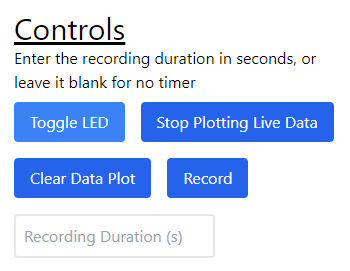 Controls
Enter the recording duration in seconds, or
leave it blank for no timer
Toggle LED
Stop Plotting Live Data
Clear Data Plot
Record
Recording Duration (s)